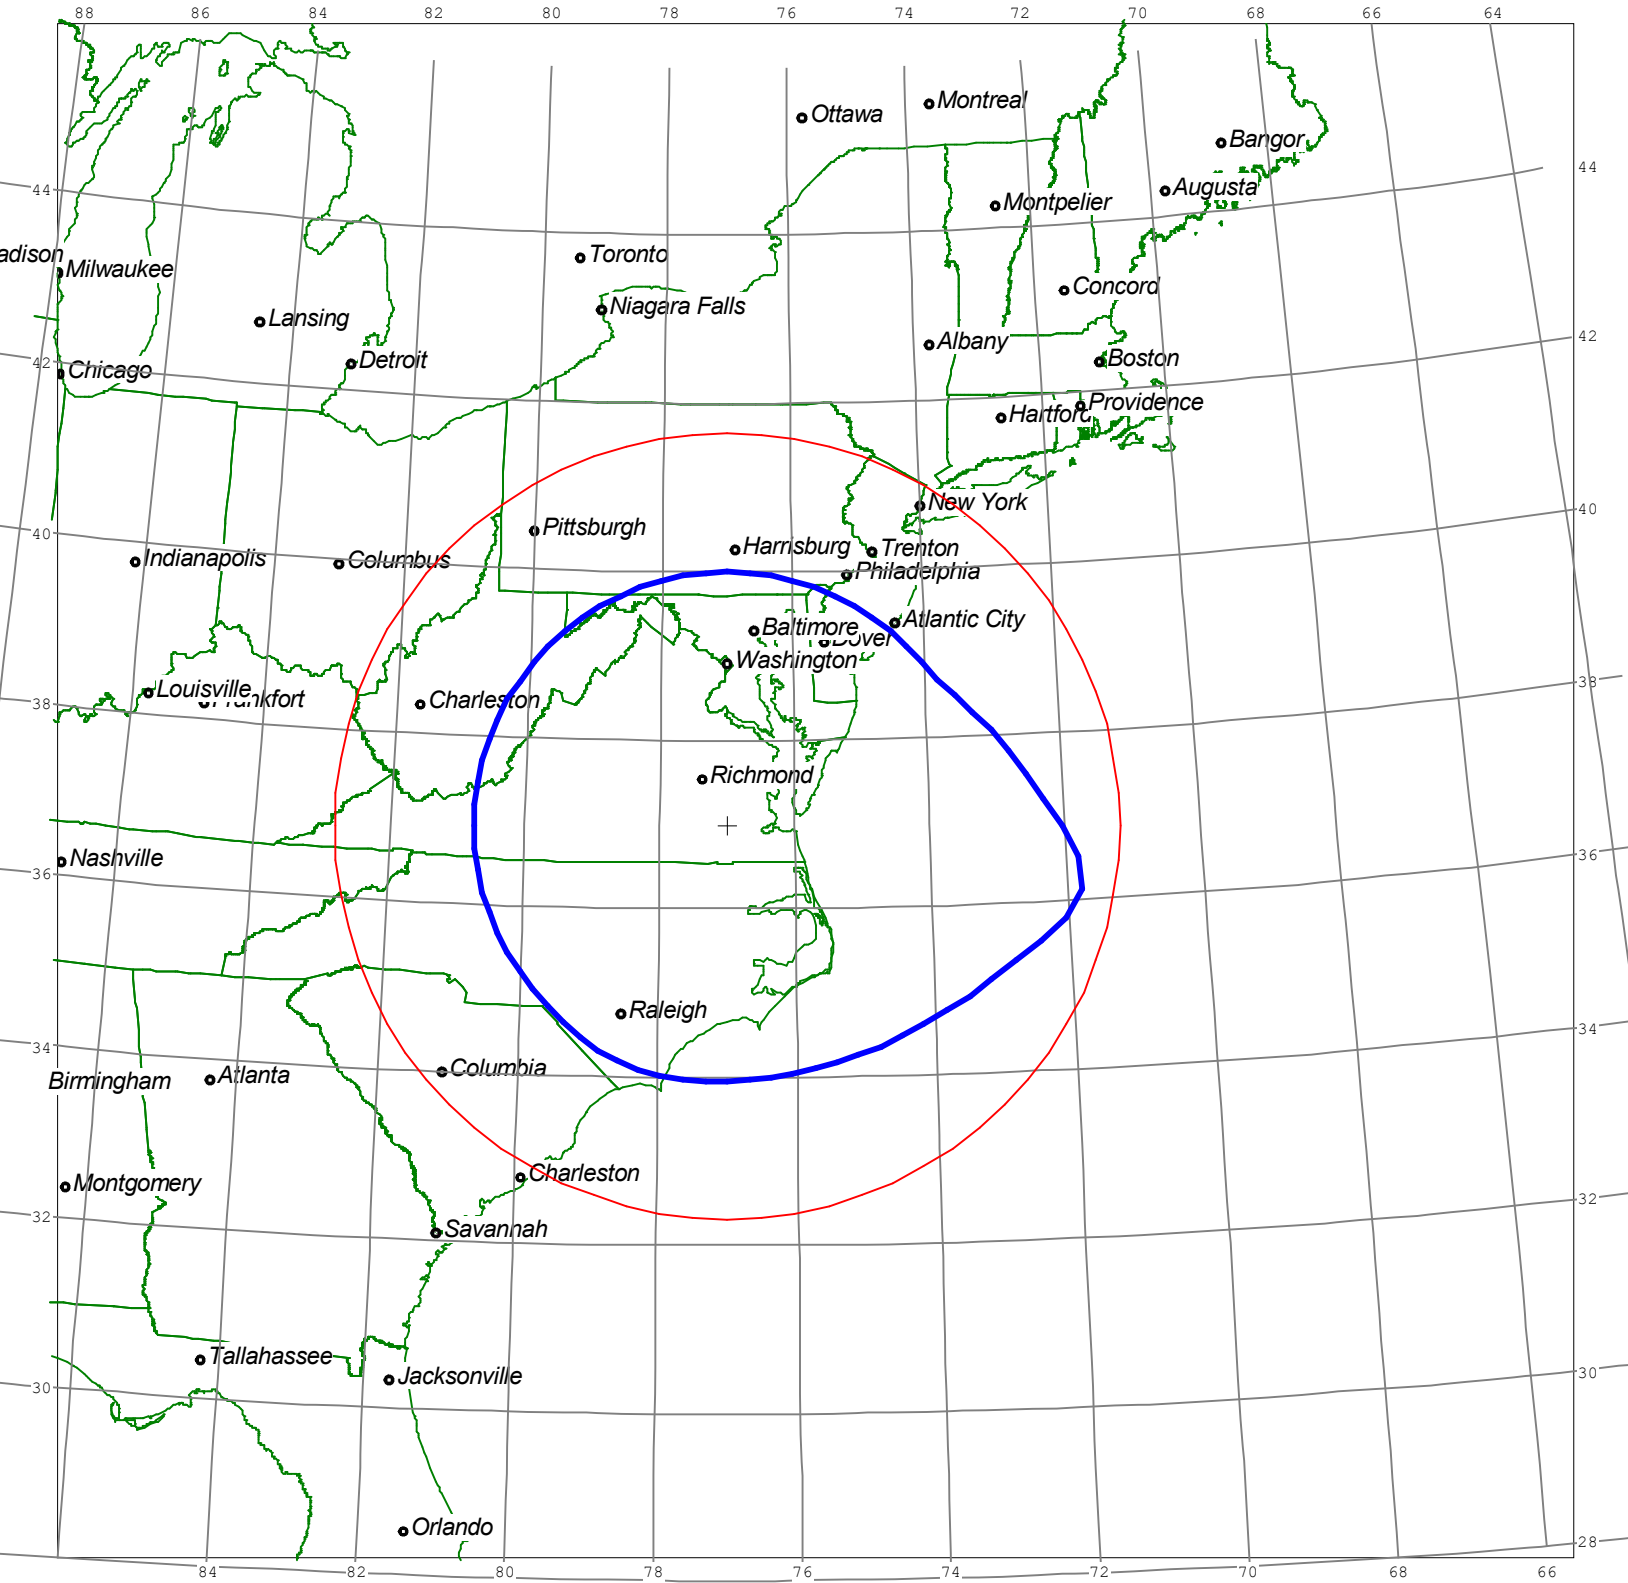 88 86 84 82 80 78 76 74 72 70 68 66 64
Ottawa
Montreal
Bangor
44
44
Augusta
Montpelier
adison
Milwaukee
Toronto
Concord
Niagara Falls
Lansing
Albany
42
42
Detroit
Boston
Chicago
Providence
Hartford
New York
40
40
Pittsburgh
Harrisburg
Trenton
Indianapolis
Columbus
Philadelphia
Atlantic City
Baltimore
Dover
Washington
38
38
Louisville
Frankfort
Charleston
Richmond
36
36
Nashville
Raleigh
34
34
Columbia
Birmingham
Atlanta
Charleston
Montgomery
32
32
Savannah
Tallahassee
Jacksonville
30
30
Orlando
28
84 82 80 78 76 74 72 70 68 66